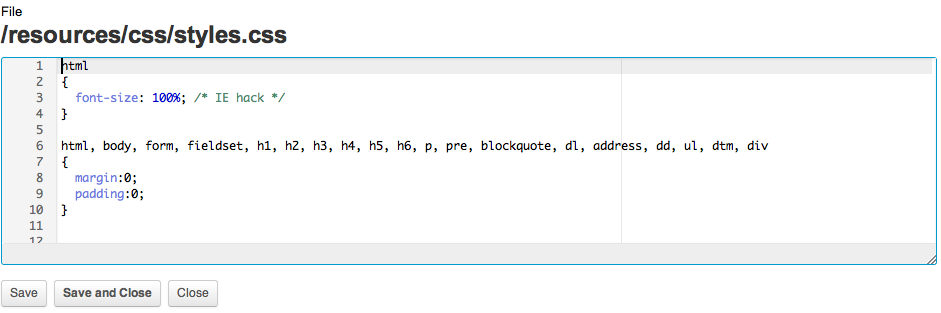 File
/resources/css/styles.css
1 html
2 {
3 font-size: 100%; /* IE hack */
4 }
5
6 html, body, form, fieldset, h1, h2, h3, h4, h5, h6, p, pre, blockquote, dl, address, dd, ul, dtm, div
7 {
8 margin:0;
9 padding:0;
10 }
11
12
Save Save and Close Close